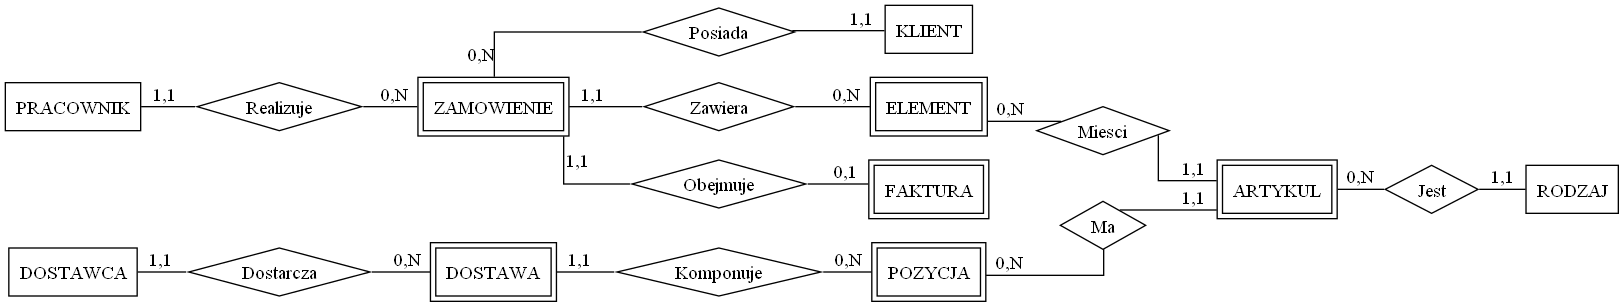 1,1
Posiada
KLIENT
0,N
PRACOWNIK
1,1
Realizuje
0,N
ZAMOWIENIE
1,1
Zawiera
0,N
ELEMENT
0,N
Miesci
1,1
1,1
Obejmuje
0,1
FAKTURA
1,1
ARTYKUL
0,N
Jest
1,1
RODZAJ
Ma
DOSTAWCA
1,1
Dostarcza
0,N
DOSTAWA
1,1
Komponuje
0,N
POZYCJA
0,N